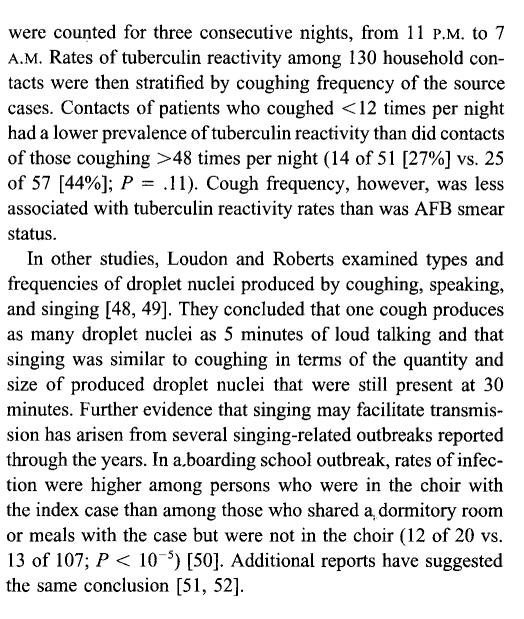 were counted for three consecutive nights, from 11 P.M. to 7
A.M. Rates of tuberculin reactivity among 130 household con-
tacts were then stratified by coughing frequency of the source
cases. Contacts of patients who coughed <12 times per night
had a lower prevalence of tuberculin reactivity than did contacts
of those coughing >48 times per night (14 of 51 [27%] vs. 25
of 57 [44%]; P = .11). Cough frequency, however, was less
associated with tuberculin reactivity rates than was AFB smear
status.
In other studies, Loudon and Roberts examined types and
frequencies of droplet nuclei produced by coughing, speaking,
and singing [48, 49]. They concluded that one cough produces
as many droplet nuclei as 5 minutes of loud talking and that
singing was similar to coughing in terms of the quantity and
size of produced droplet nuclei that were still present at 30
minutes. Further evidence that singing may facilitate transmis-
sion has arisen from several singing-related outbreaks reported
through the years. In a boarding school outbreak, rates of infec-
tion were higher among persons who were in the choir with
the index case than among those who shared a dormitory room
or meals with the case but were not in the choir (12 of 20 vs.
13 of 107; P < 10⁻⁵) [50]. Additional reports have suggested
the same conclusion [51, 52].